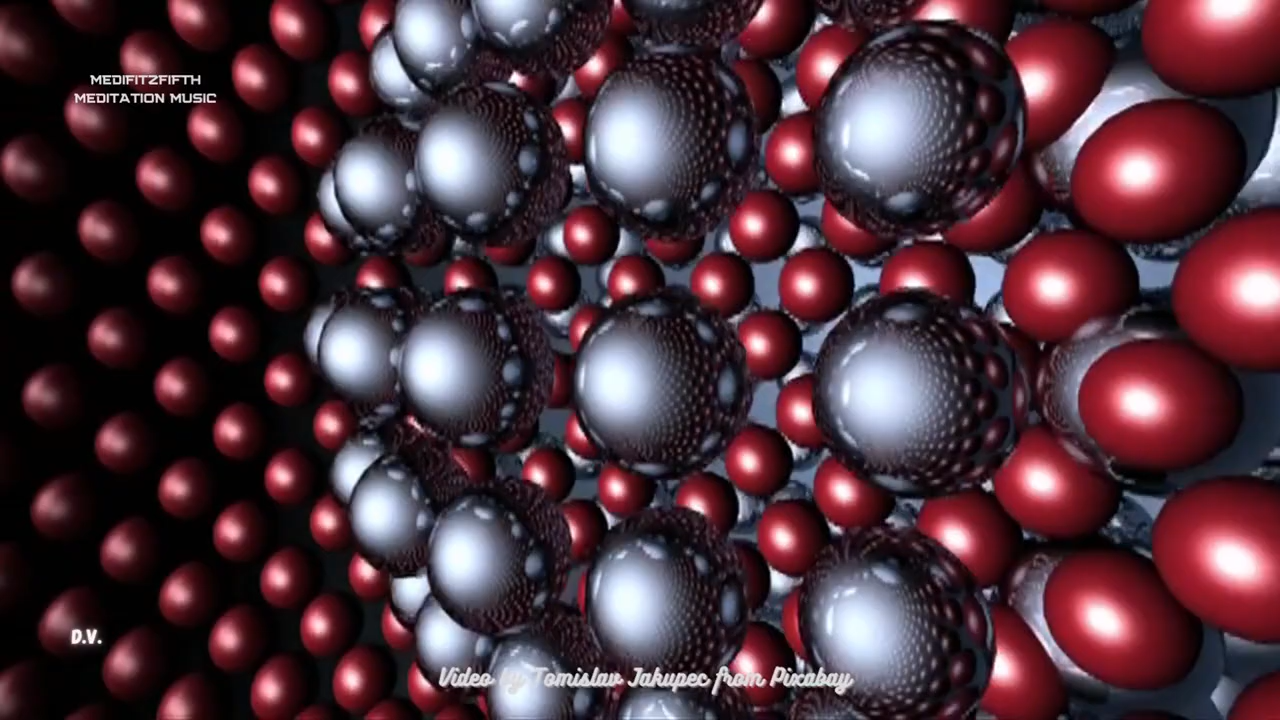 MEDIFITZFIFTH
MEDITATION MUSIC
D.V.
Video by Tomislav Jakupec from Pixabay